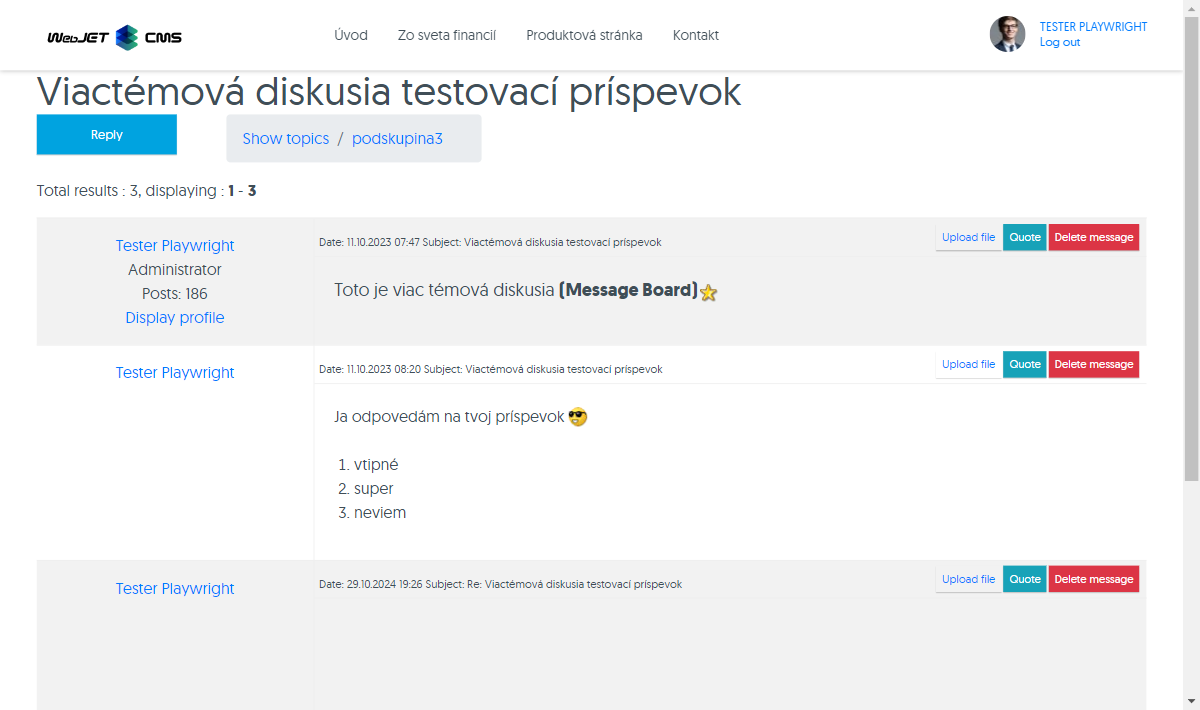 WebJET CMS
Úvod Zo sveta financií Produktová stránka Kontakt
TESTER PLAYWRIGHT
Log out
Viactémová diskusia testovací príspevok
Reply
Show topics / podskupina3
Total results : 3, displaying : 1 - 3
Tester Playwright
Administrator
Posts: 186
Display profile
Date: 11.10.2023 07:47 Subject: Viactémová diskusia testovací príspevok
Upload file Quote Delete message
Toto je viac témová diskusia (Message Board)
Tester Playwright
Date: 11.10.2023 08:20 Subject: Viactémová diskusia testovací príspevok
Upload file Quote Delete message
Ja odpovedám na tvoj príspevok
1. vtipné
2. super
3. neviem
Tester Playwright
Date: 29.10.2024 19:26 Subject: Re: Viactémová diskusia testovací príspevok
Upload file Quote Delete message